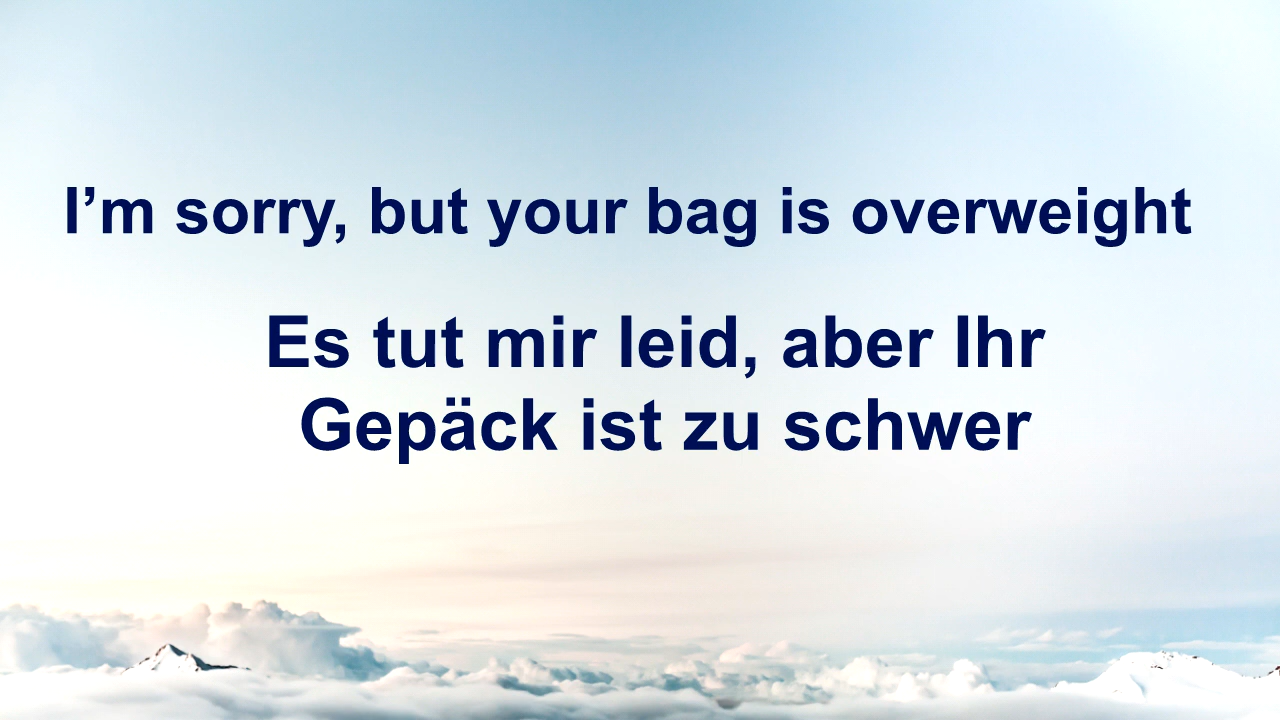 I’m sorry, but your bag is overweight
Es tut mir leid, aber Ihr
Gepäck ist zu schwer